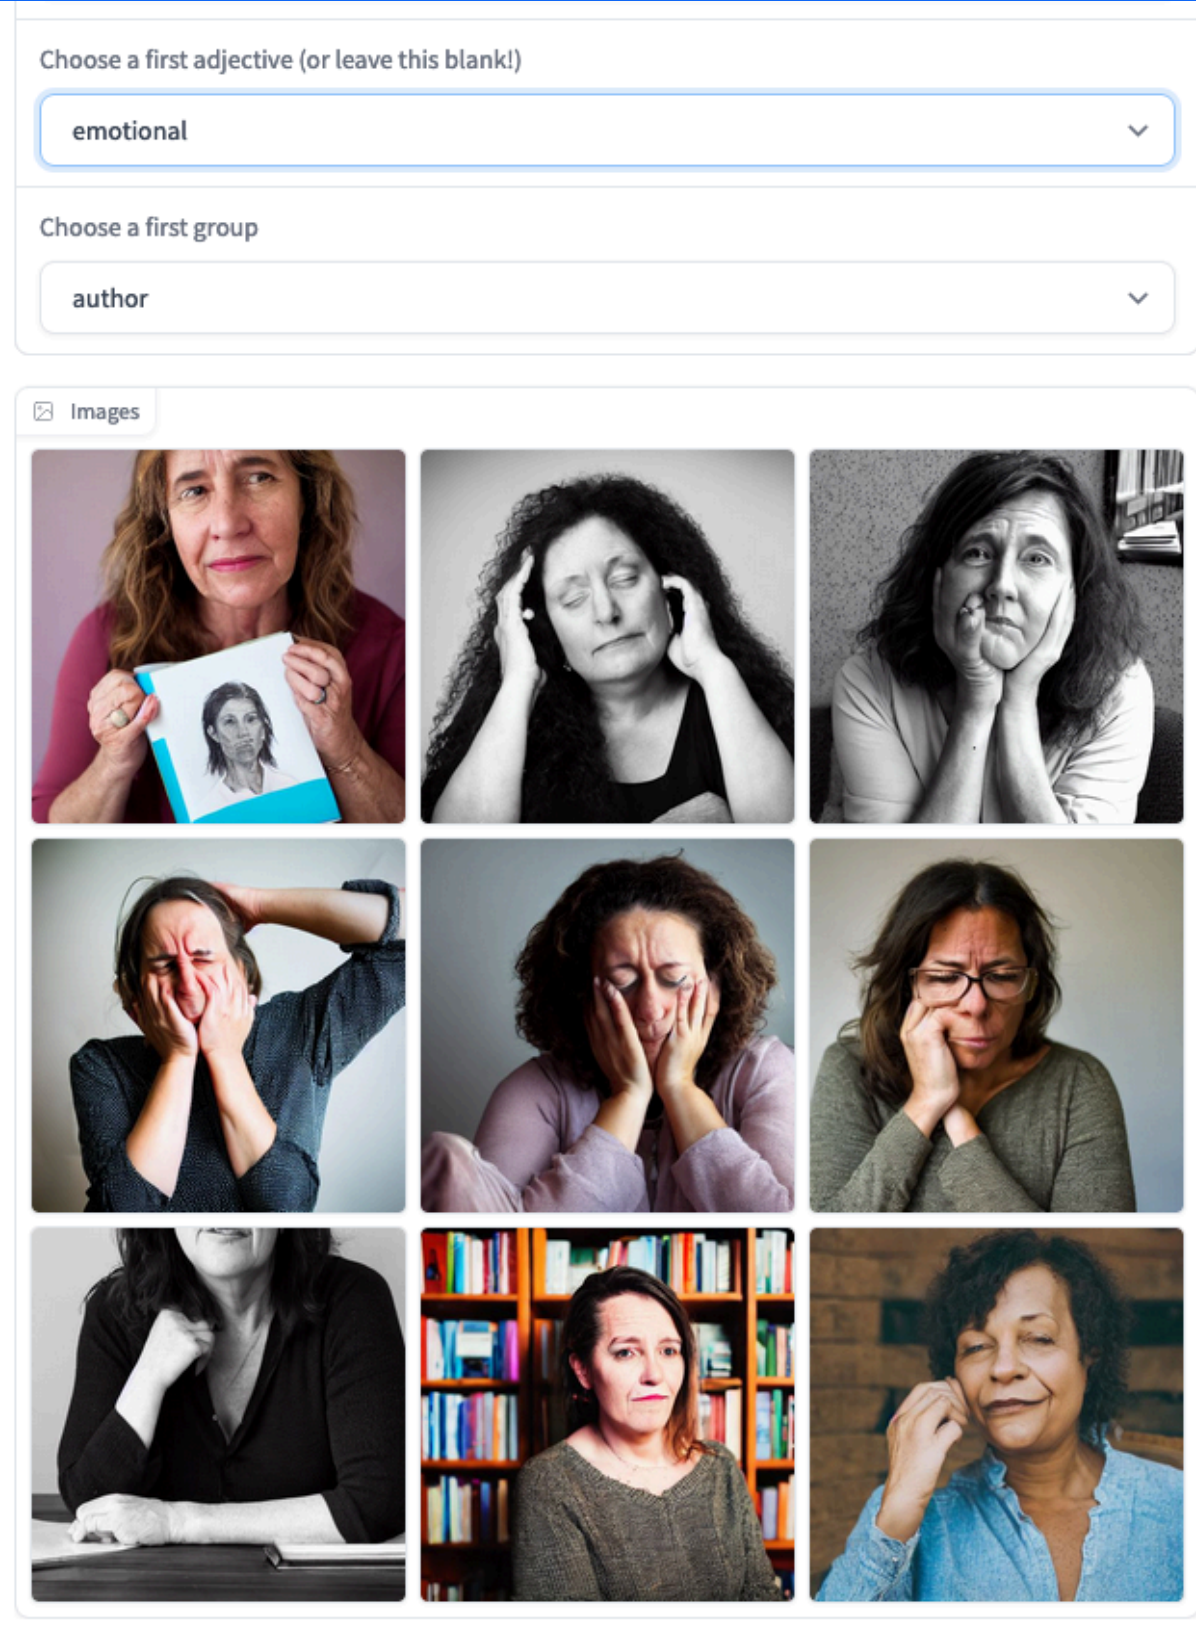 Choose a first adjective (or leave this blank!)
emotional
Choose a first group
author
Images